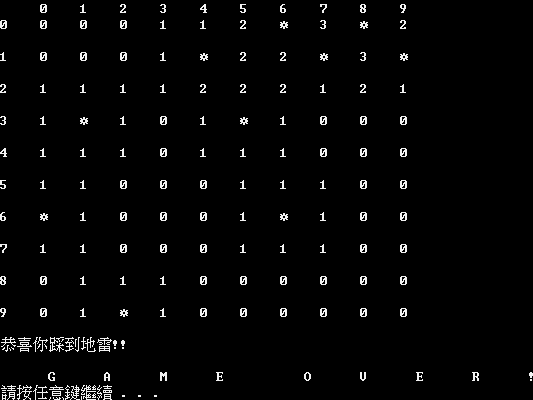 0 1 2 3 4 5 6 7 8 9
0 0 0 0 1 1 2 * 3 * 2
1 0 0 0 1 * 2 2 * 3 *
2 1 1 1 1 2 2 2 1 2 1
3 1 * 1 0 1 * 1 0 0 0
4 1 1 1 0 1 1 1 0 0 0
5 1 1 0 0 0 1 1 1 0 0
6 * 1 0 0 0 1 * 1 0 0
7 1 1 0 0 0 1 1 1 0 0
8 0 1 1 1 0 0 0 0 0 0
9 0 1 * 1 0 0 0 0 0 0
恭喜你踩到地雷!!
G A M E O V E R !
請按任意鍵繼續 . . .